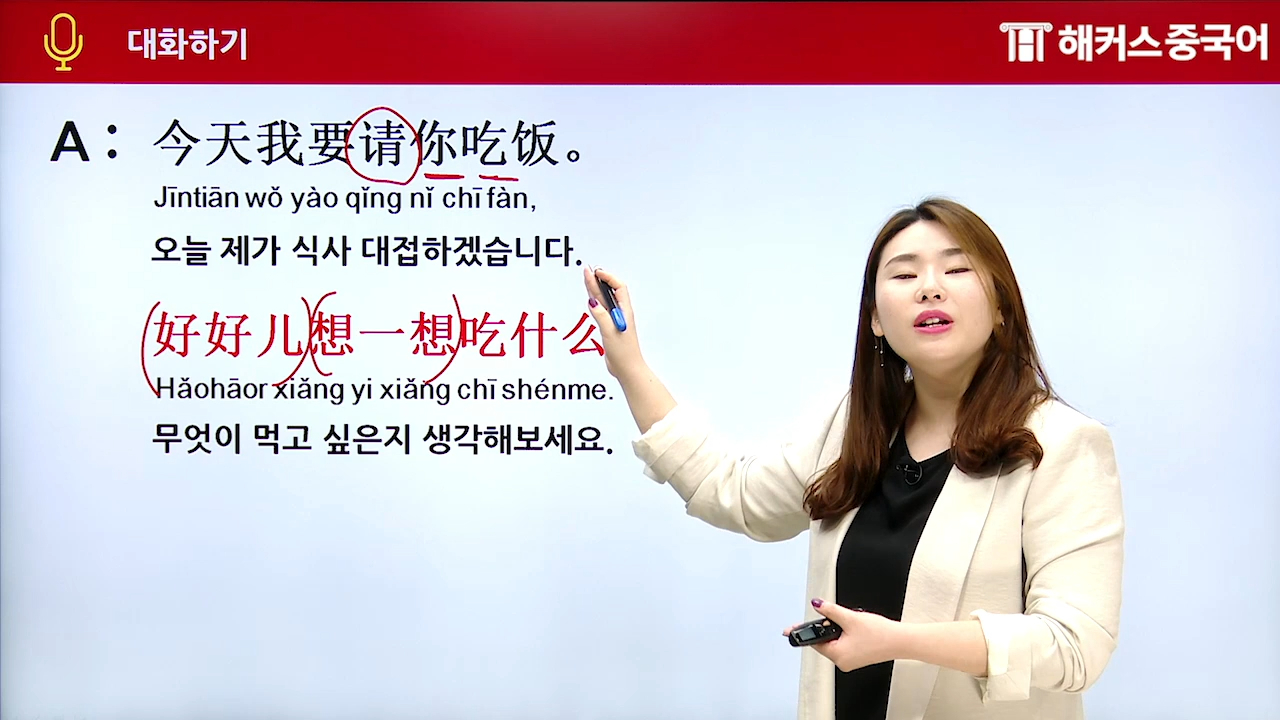 대화하기
해커스중국어
A: 今天我要请你吃饭。
Jīntiān wǒ yào qǐng nǐ chī fàn,
오늘 제가 식사 대접하겠습니다.
好好儿想一想吃什么
Hǎohāor xiǎng yi xiǎng chī shénme.
무엇이 먹고 싶은지 생각해보세요.